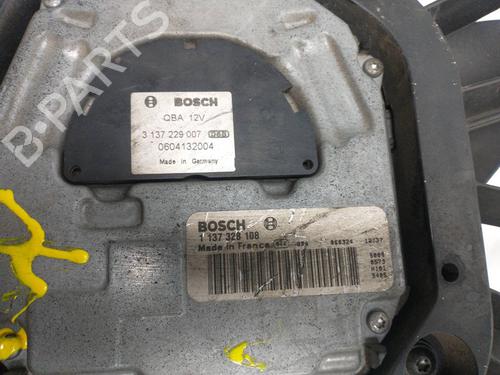 B-PARTS
BOSCH
QBA 12V
3 137 229 007
0604132004
Made in Germany
BOSCH
1 137 328 108
Made in France